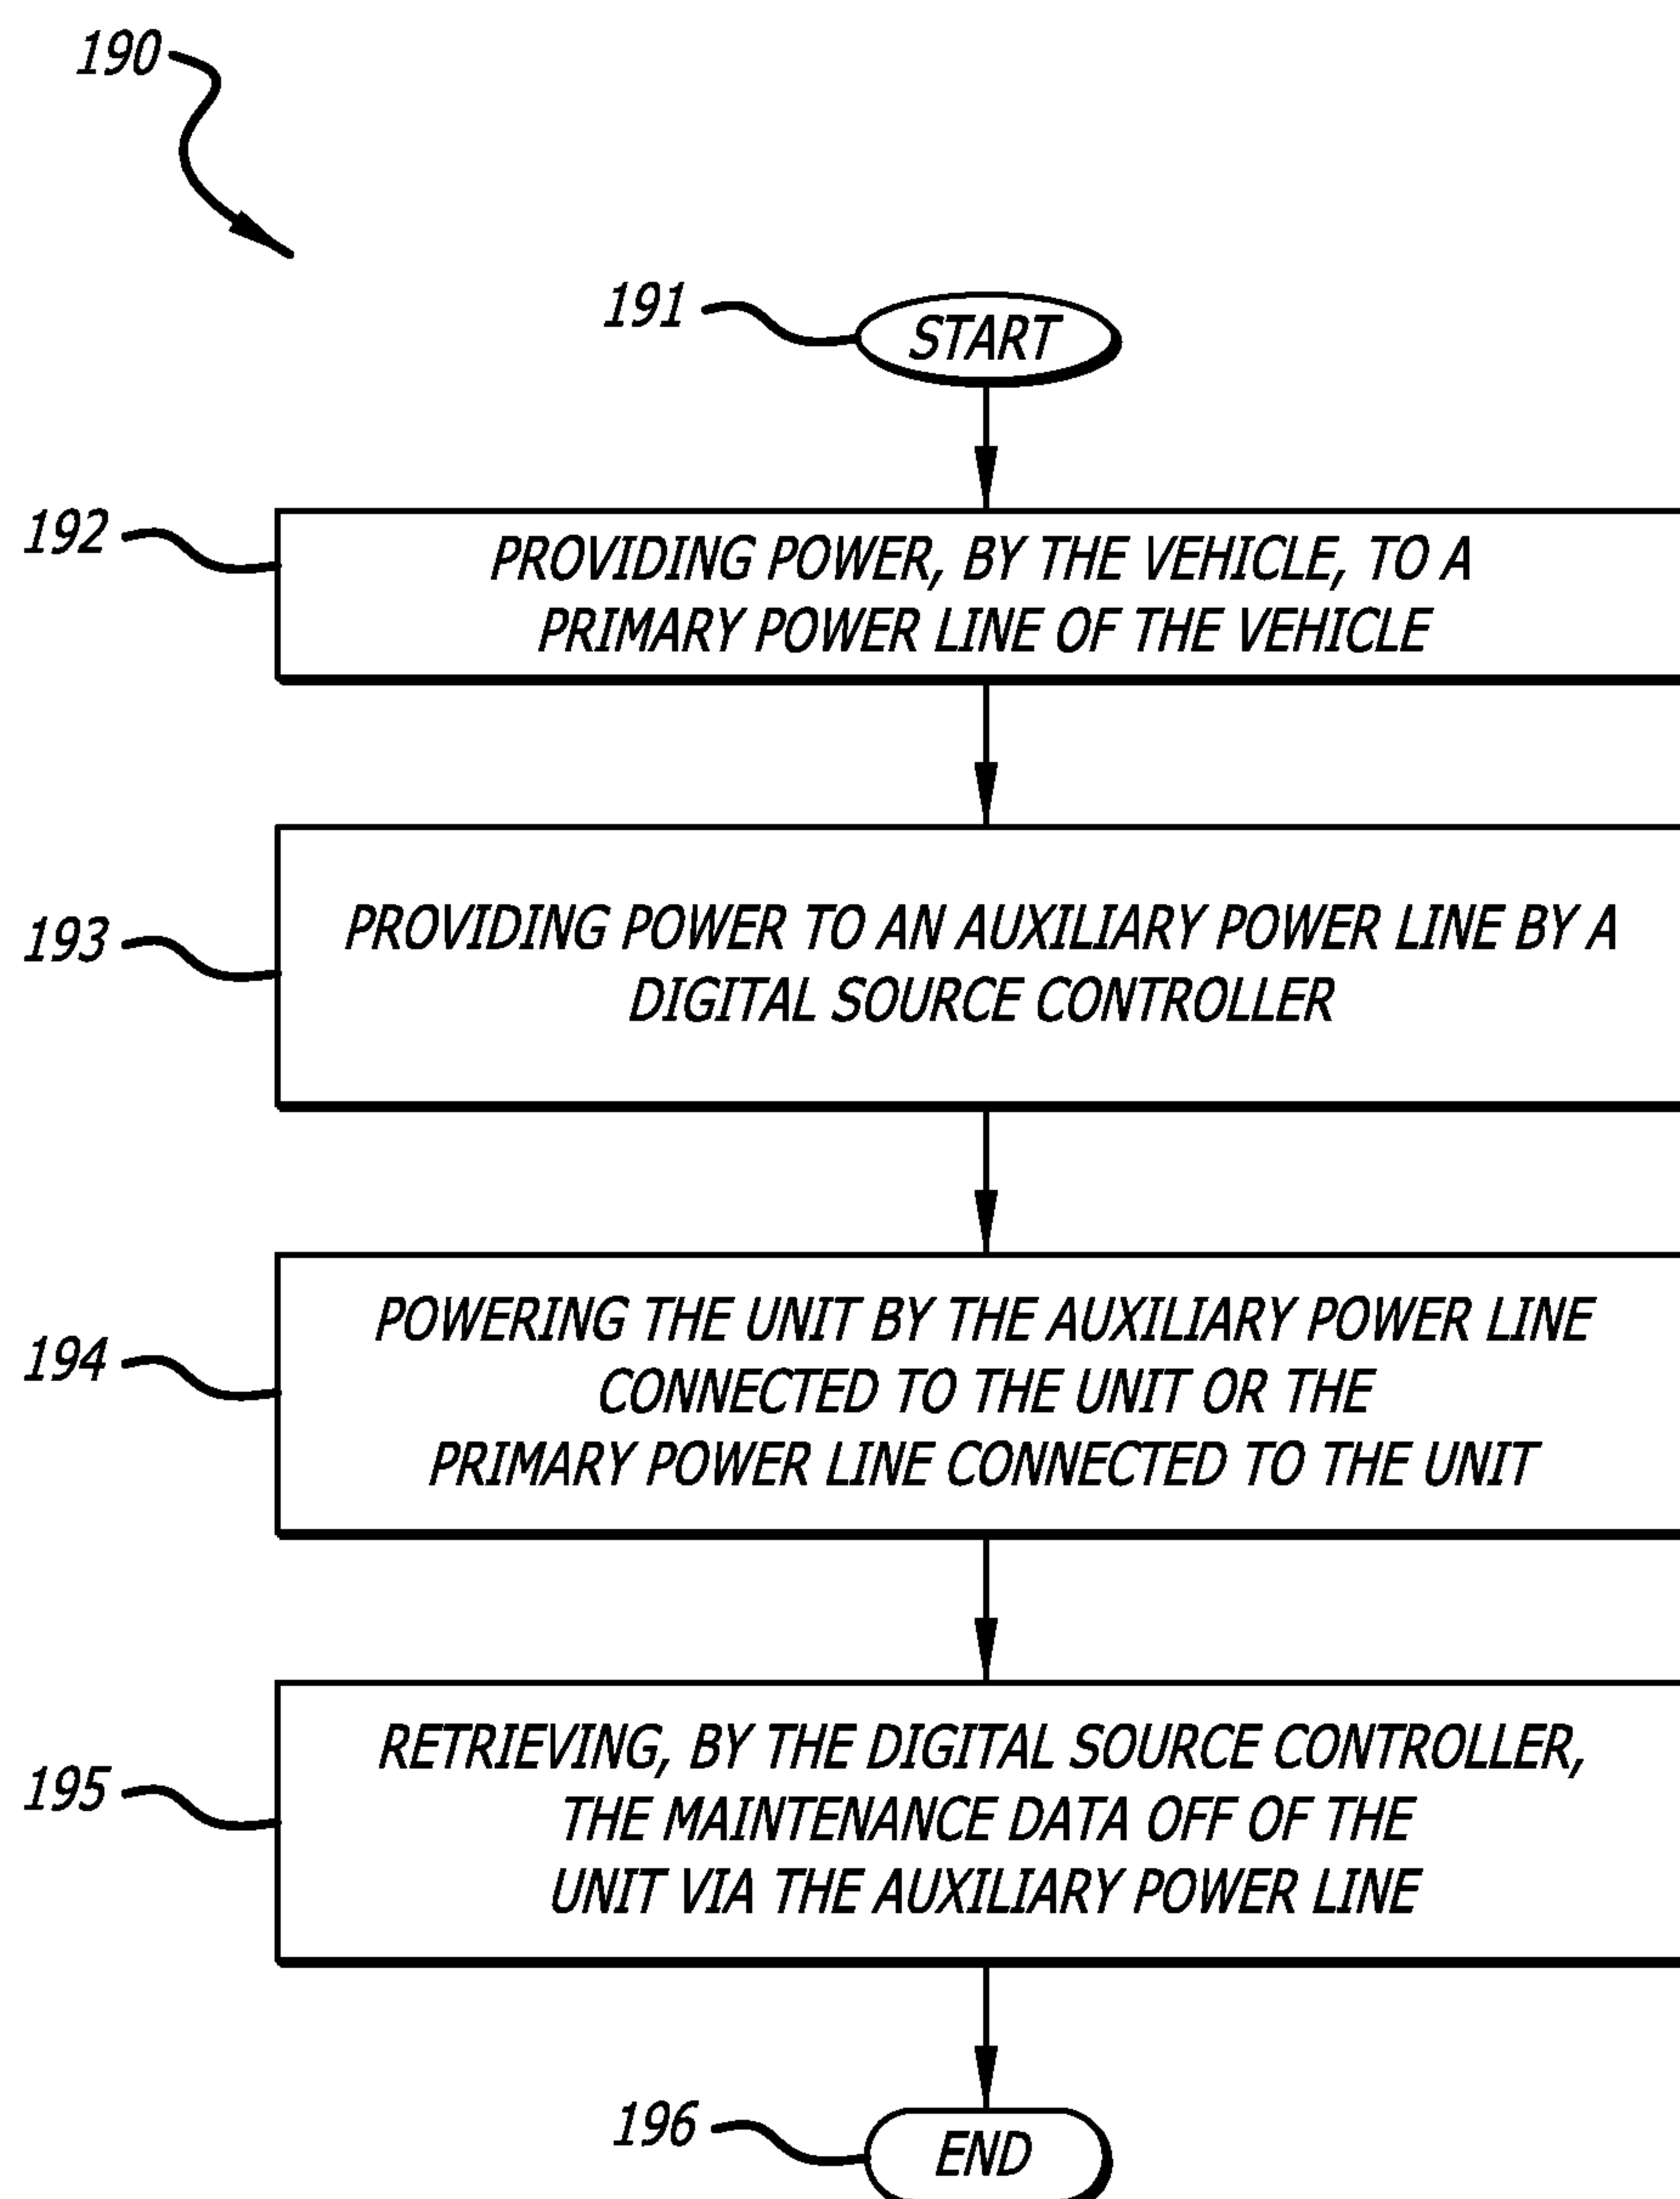 190
191
START
192
PROVIDING POWER, BY THE VEHICLE, TO A
PRIMARY POWER LINE OF THE VEHICLE
193
PROVIDING POWER TO AN AUXILIARY POWER LINE BY A
DIGITAL SOURCE CONTROLLER
194
POWERING THE UNIT BY THE AUXILIARY POWER LINE
CONNECTED TO THE UNIT OR THE
PRIMARY POWER LINE CONNECTED TO THE UNIT
195
RETRIEVING, BY THE DIGITAL SOURCE CONTROLLER,
THE MAINTENANCE DATA OFF OF THE
UNIT VIA THE AUXILIARY POWER LINE
196
END